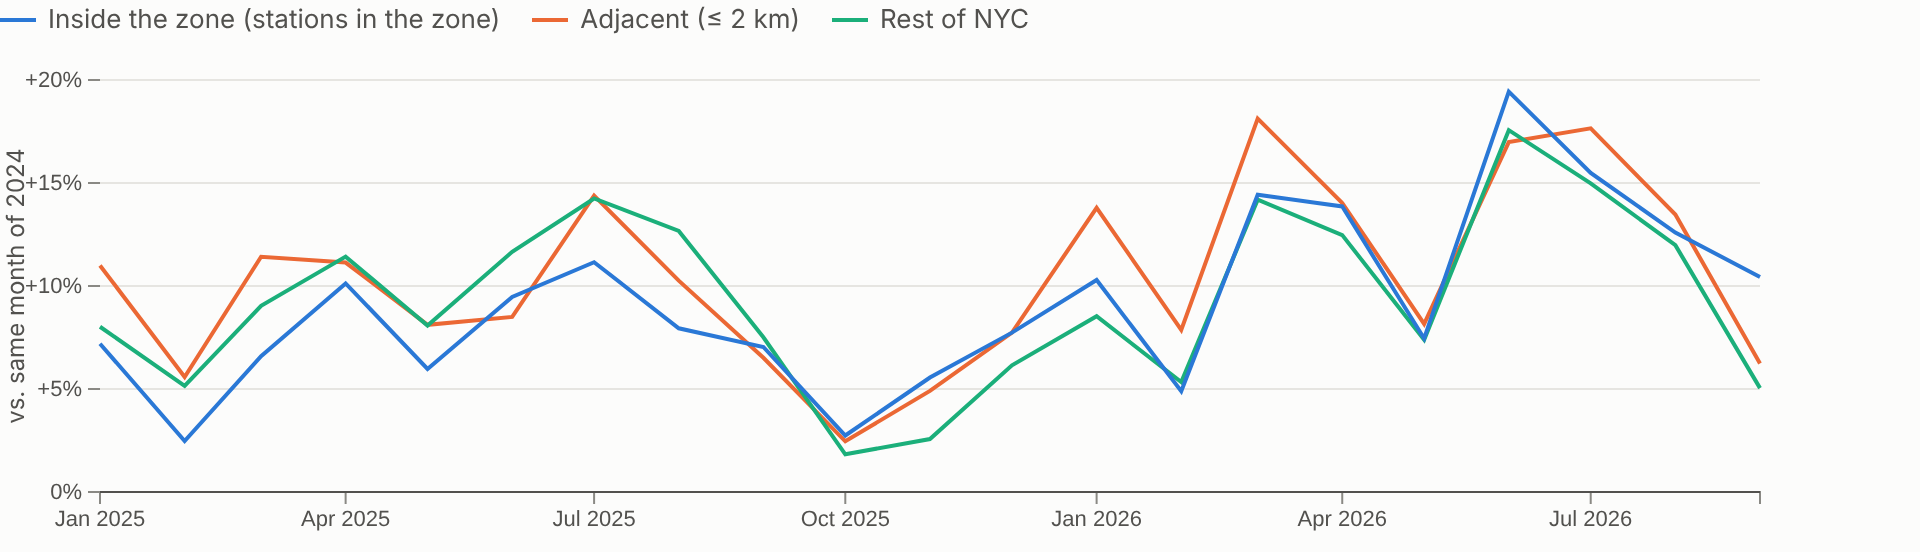 Inside the zone (stations in the zone) Adjacent (≤ 2 km) Rest of NYC
vs. same month of 2024
+20%
+15%
+10%
+5%
0%
Jan 2025 Apr 2025 Jul 2025 Oct 2025 Jan 2026 Apr 2026 Jul 2026